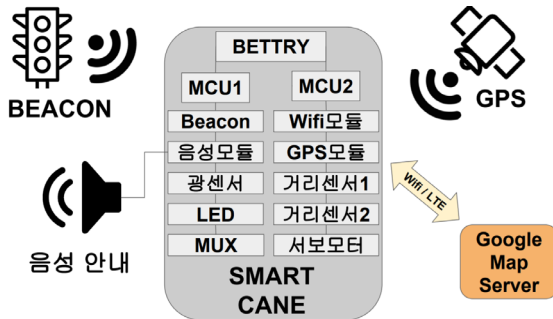 BEACON
음성 안내
BETTRY
MCU1
MCU2
Beacon
Wifi모듈
음성모듈
GPS모듈
광센서
거리센서1
LED
거리센서2
MUX
서보모터
SMART
CANE
GPS
Wifi / LTE
Google
Map
Server